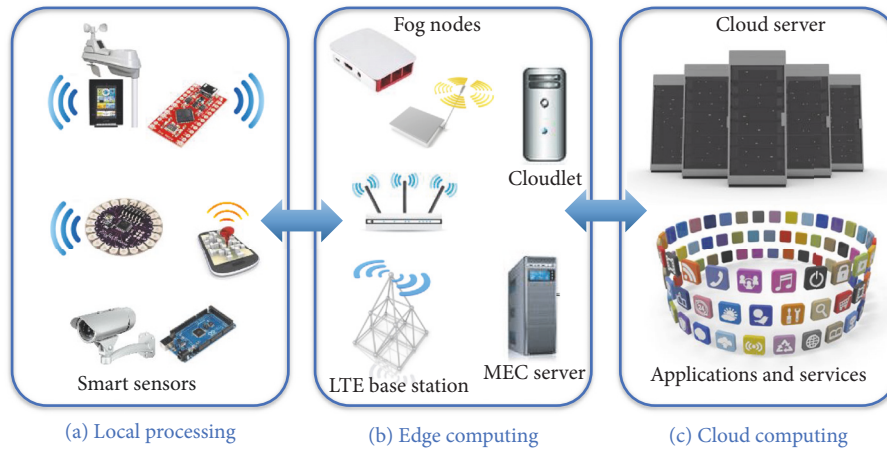 Fog nodes
Cloud server
Cloudlet
Smart sensors
LTE base station
MEC server
Applications and services
(a) Local processing
(b) Edge computing
(c) Cloud computing